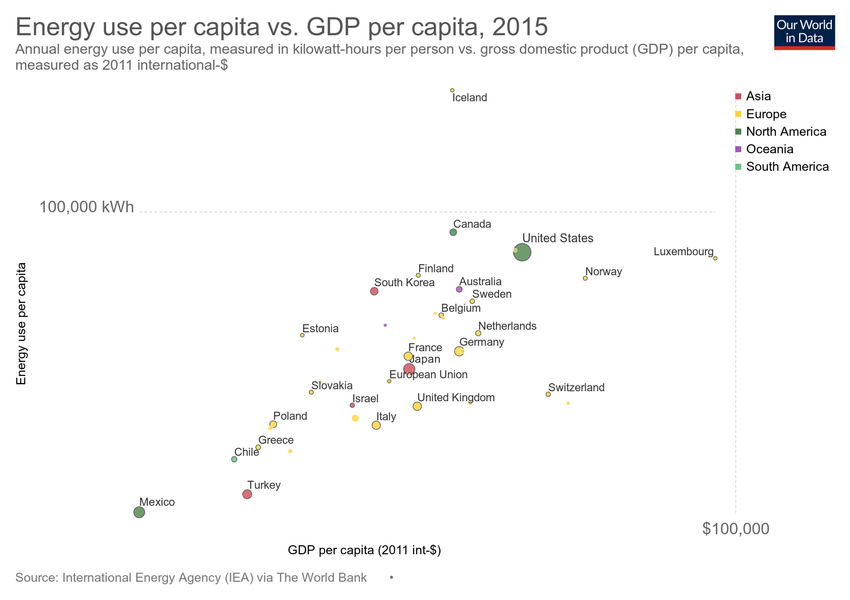 Energy use per capita vs. GDP per capita, 2015
Annual energy use per capita, measured in kilowatt-hours per person vs. gross domestic product (GDP) per capita,
measured as 2011 international-$
Our World
in Data
Iceland
Asia
Europe
North America
Oceania
South America
100,000 kWh
Canada
United States
Luxembourg
Finland
Norway
South Korea
Australia
Sweden
Belgium
Estonia
Netherlands
Germany
France
Japan
European Union
Slovakia
Switzerland
Israel
United Kingdom
Poland
Italy
Greece
Chile
Turkey
Mexico
Energy use per capita
$100,000
GDP per capita (2011 int-$)
Source: International Energy Agency (IEA) via The World Bank •